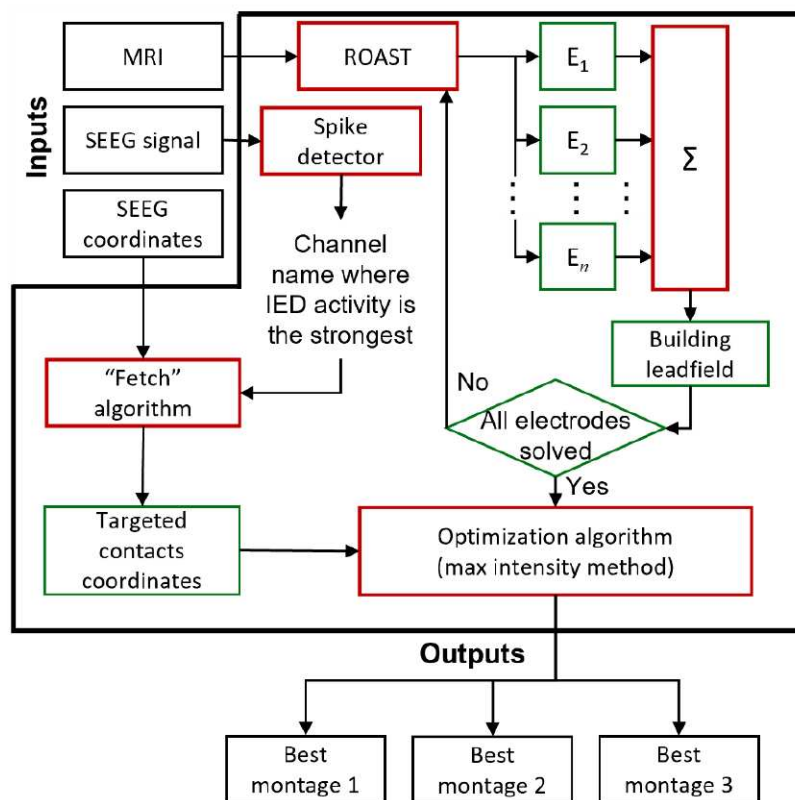 Inputs
MRI
ROAST
E1
SEEG signal
Spike
detector
E2
Σ
SEEG
coordinates
Channel
name where
IED activity is
the strongest
En
Building
leadfield
"Fetch"
algorithm
No
All electrodes
solved
Yes
Targeted
contacts
coordinates
Optimization algorithm
(max intensity method)
Outputs
Best
montage 1
Best
montage 2
Best
montage 3